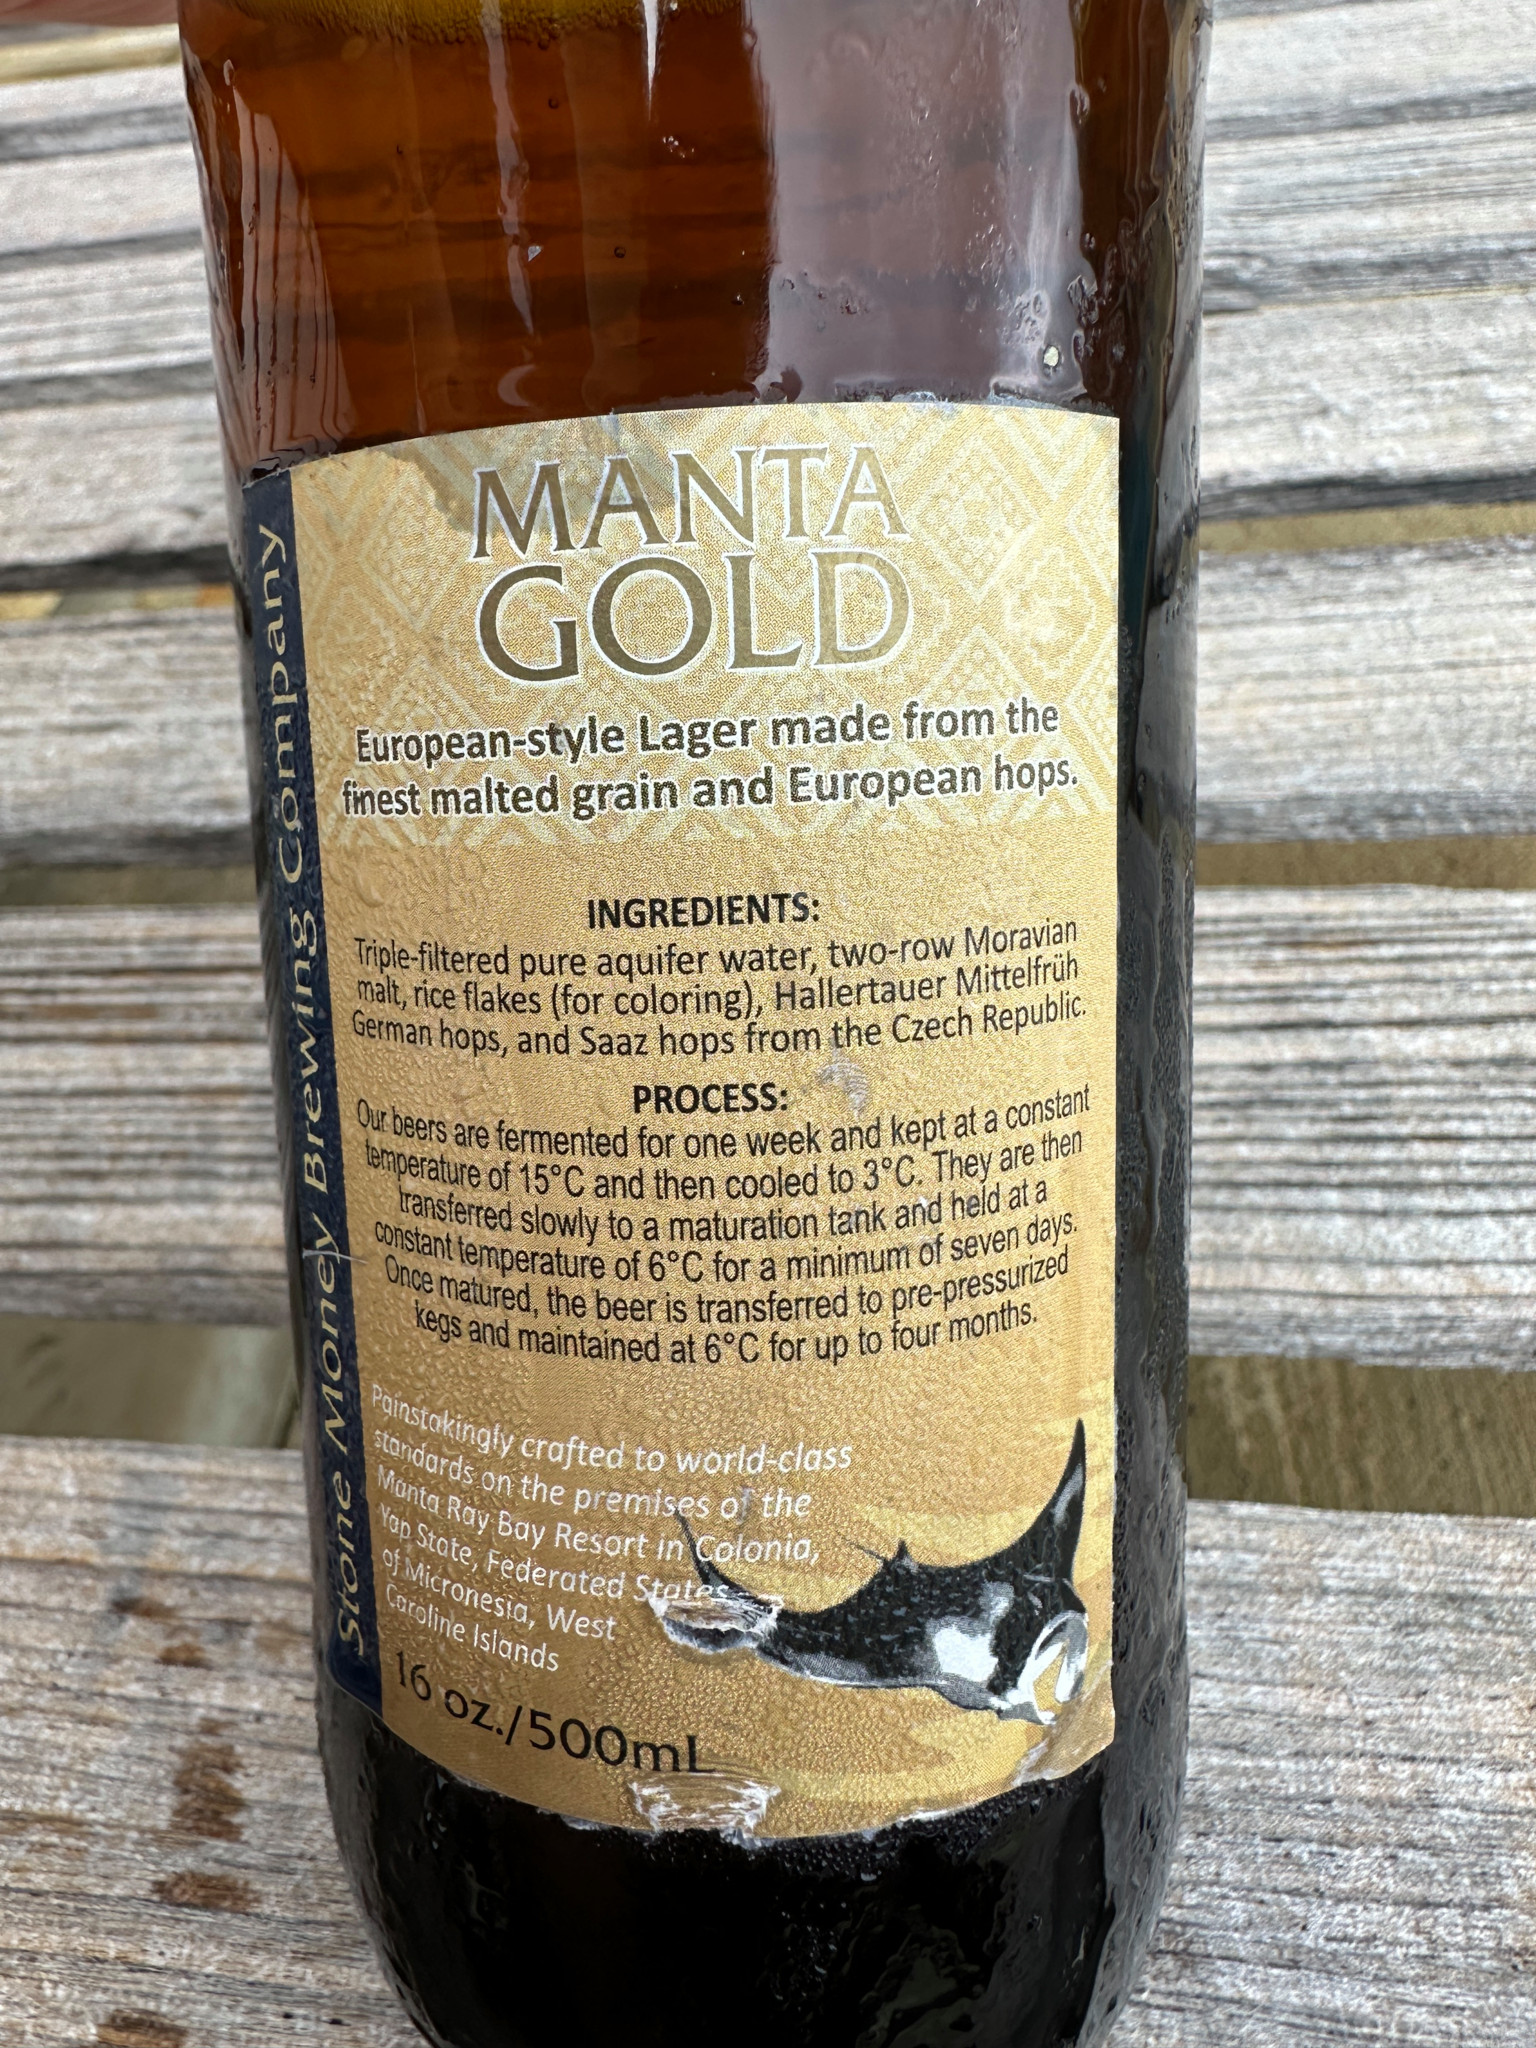 MANTA
GOLD
European-style Lager made from the
finest malted grain and European hops.
INGREDIENTS:
Triple-filtered pure aquifer water, two-row Moravian
malt, rice flakes (for coloring), Hallertauer Mittelfrüh
German hops, and Saaz hops from the Czech Republic.
PROCESS:
Our beers are fermented for one week and kept at a constant
temperature of 15°C and then cooled to 3°C. They are then
transferred slowly to a maturation tank and held at a
constant temperature of 6°C for a minimum of seven days.
Once matured, the beer is transferred to pre-pressurized
kegs and maintained at 6°C for up to four months.
Painstakingly crafted to world-class
standards on the premises of the
Manta Ray Bay Resort in Colonia,
Yap State, Federated States
of Micronesia, West
Caroline Islands
16 oz./500mL
Stone Money Brewing Company